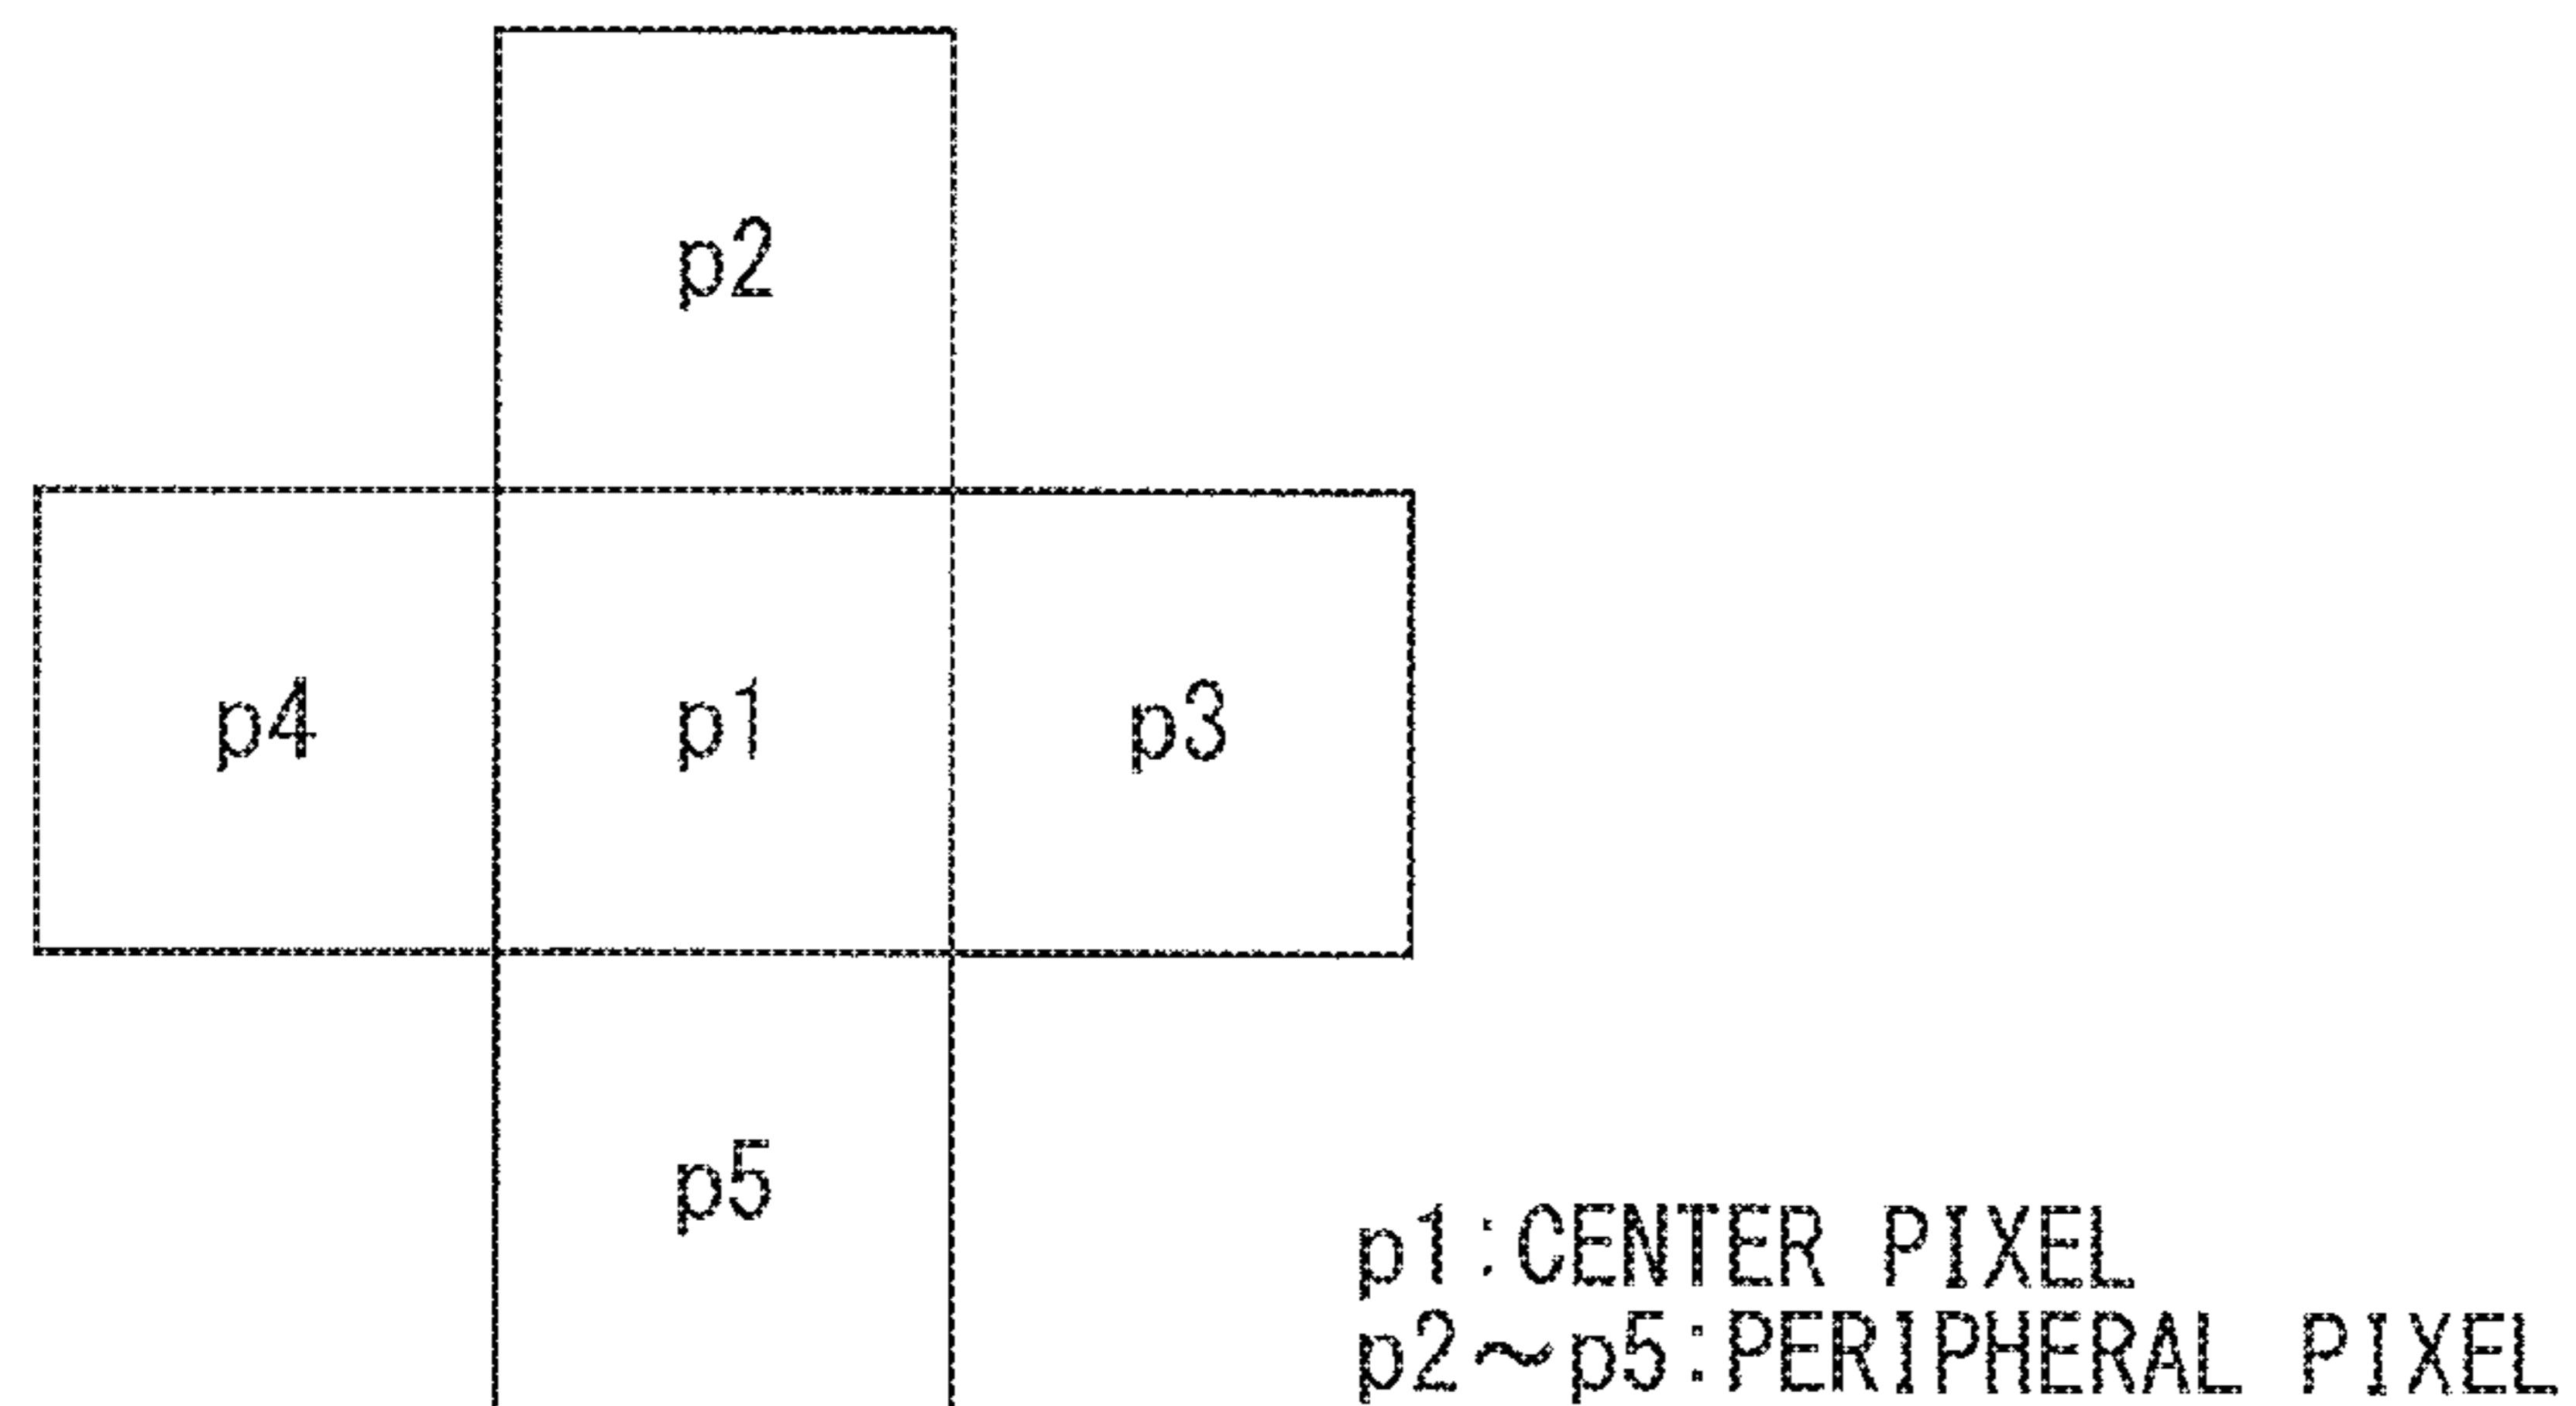 p2
p4 p1 p3
p5
p1:CENTER PIXEL
p2～p5:PERIPHERAL PIXEL